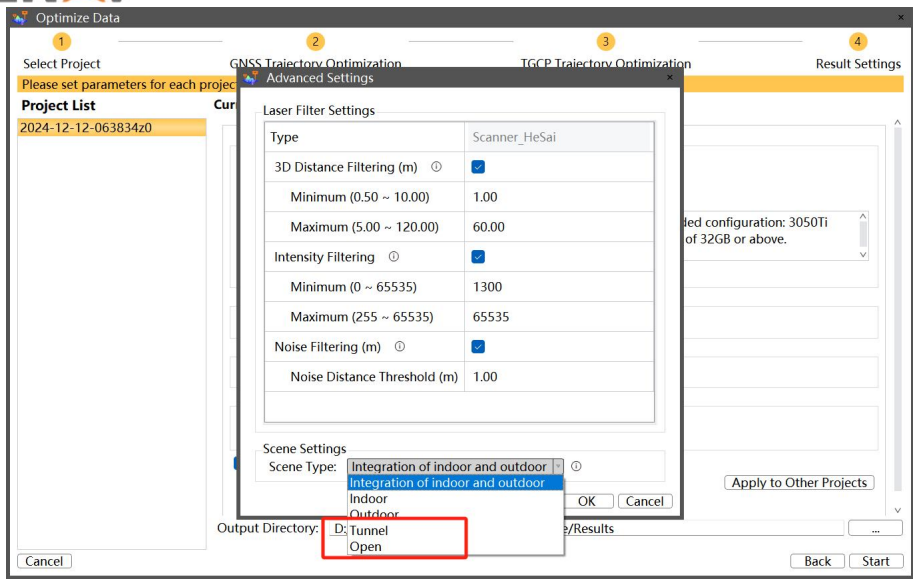 Optimize Data
1 2 3 4
Select Project GNSS Trajectory Optimization TGCP Trajectory Optimization Result Settings
Please set parameters for each projec
Advanced Settings
Project List Cur
2024-12-12-063834z0
Laser Filter Settings
Type Scanner_HeSai
3D Distance Filtering (m)
Minimum (0.50 ~ 10.00) 1.00
Maximum (5.00 ~ 120.00) 60.00
ded configuration: 3050Ti
of 32GB or above.
Intensity Filtering
Minimum (0 ~ 65535) 1300
Maximum (255 ~ 65535) 65535
Noise Filtering (m)
Noise Distance Threshold (m) 1.00
Scene Settings
Scene Type: Integration of indoor and outdoor
Integration of indoor and outdoor
Indoor
Outdoor
Tunnel
Open
OK Cancel
Apply to Other Projects
Output Directory: D: e/Results ...
Cancel Back Start